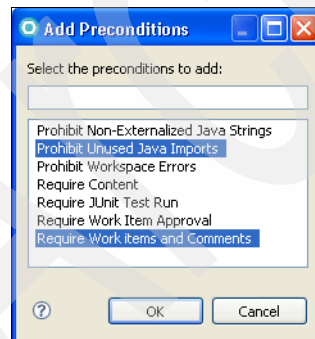 Add Preconditions
Select the preconditions to add:
Prohibit Non-Externalized Java Strings
Prohibit Unused Java Imports
Prohibit Workspace Errors
Require Content
Require JUnit Test Run
Require Work Item Approval
Require Work items and Comments
?
OK
Cancel